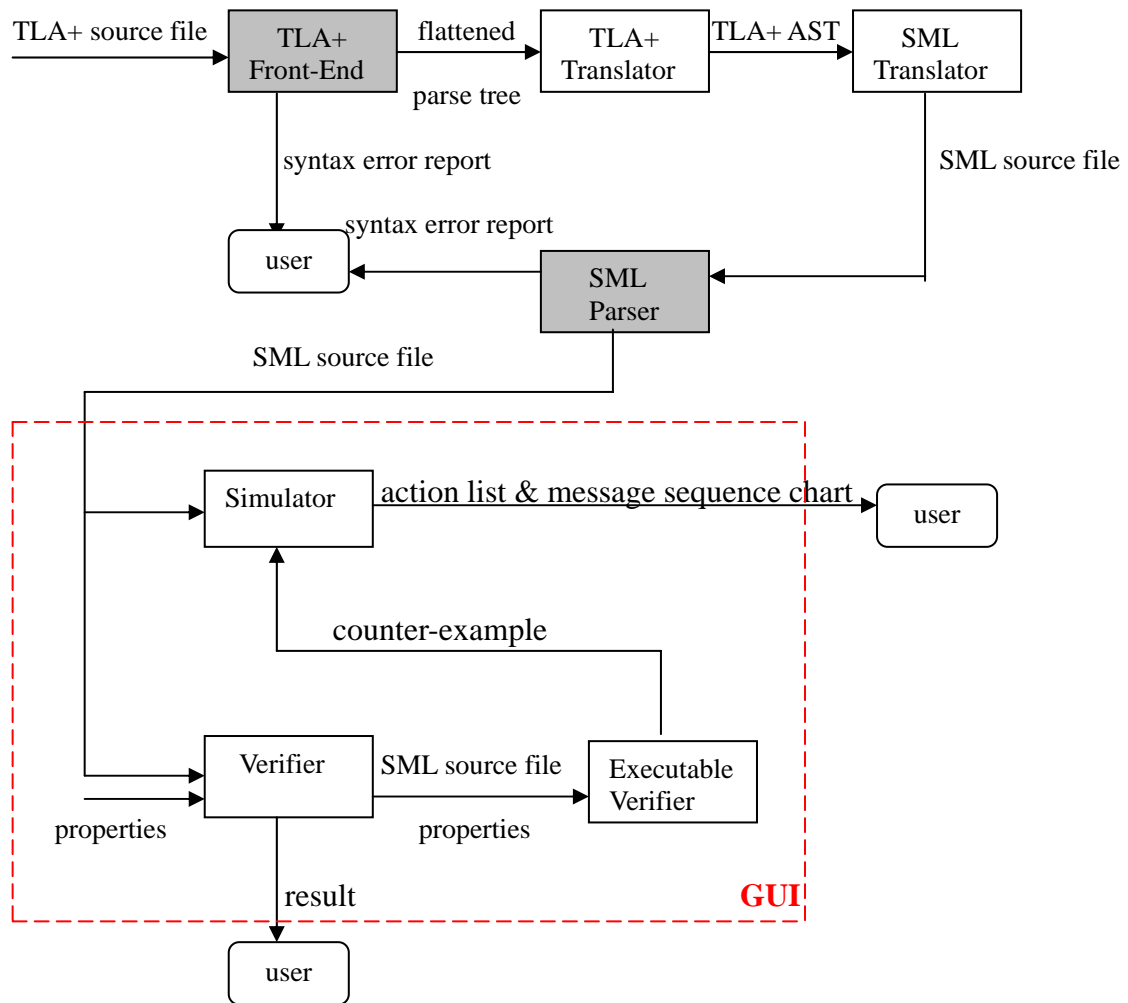 TLA+ source file
TLA+
Front-End
flattened
parse tree
TLA+
Translator
TLA+ AST
SML
Translator
syntax error report
SML source file
syntax error report
user
SML
Parser
SML source file
Simulator
action list & message sequence chart
user
counter-example
Verifier
SML source file
Executable
Verifier
properties
properties
result
GUI
user